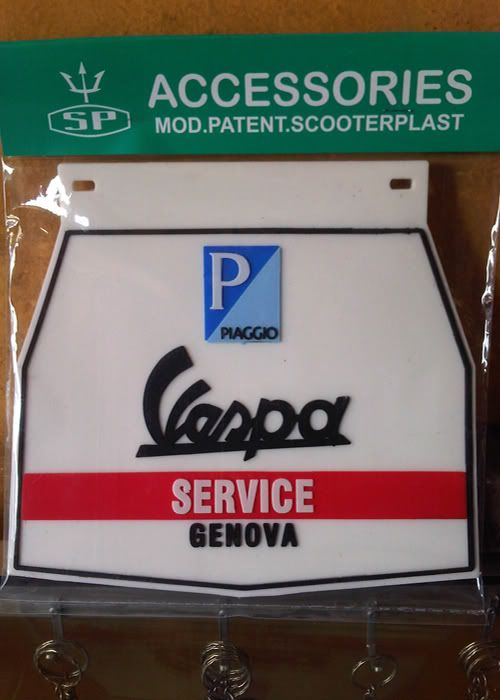 ACCESSORIES
SP
MOD.PATENT.SCOOTERPLAST
P
PIAGGIO
Vespa
SERVICE
GENOVA